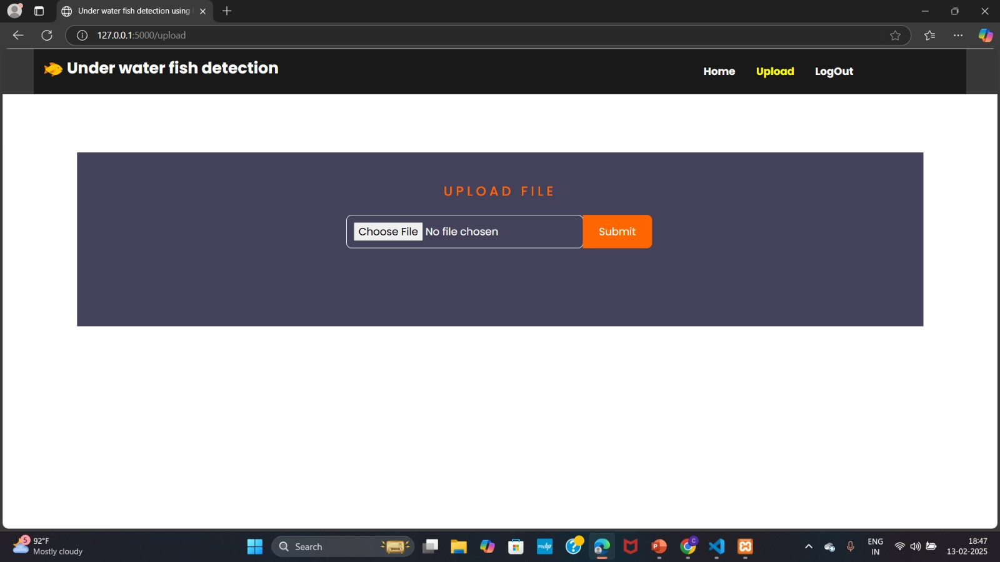 Under water fish detection using
127.0.0.1:5000/upload
Under water fish detection
Home
Upload
LogOut
UPLOAD FILE
Choose File
No file chosen
Submit
5
92°F
Mostly cloudy
Search
myhp
P
C
ENG
IN
18:47
13-02-2025